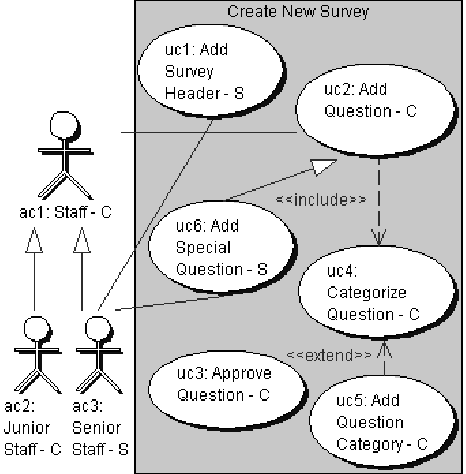 Create New Survey
uc1: Add
Survey
Header - S
uc2: Add
Question - C
ac1: Staff - C
<<include>>
uc6: Add
Special
Question - S
uc4:
Categorize
Question - C
<<extend>>
uc3: Approve
Question - C
uc5: Add
Question
Category - C
ac2:
Junior
Staff - C
ac3:
Senior
Staff - S